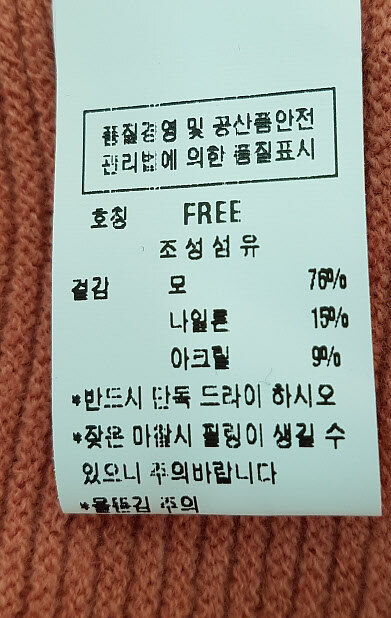 품질경영 및 공산품안전
관리법에 의한 품질표시
호칭 FREE
조성섬유
겉감 모 76%
나일론 15%
아크릴 9%
*반드시 단독 드라이 하시오
*잦은 마찰시 필링이 생길 수
있으니 주의바랍니다
*물뜯김 주의